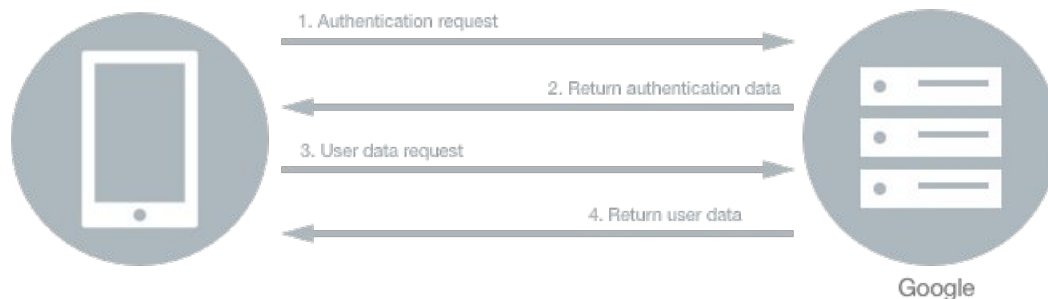 1. Authentication request
2. Return authentication data
3. User data request
4. Return user data
Google